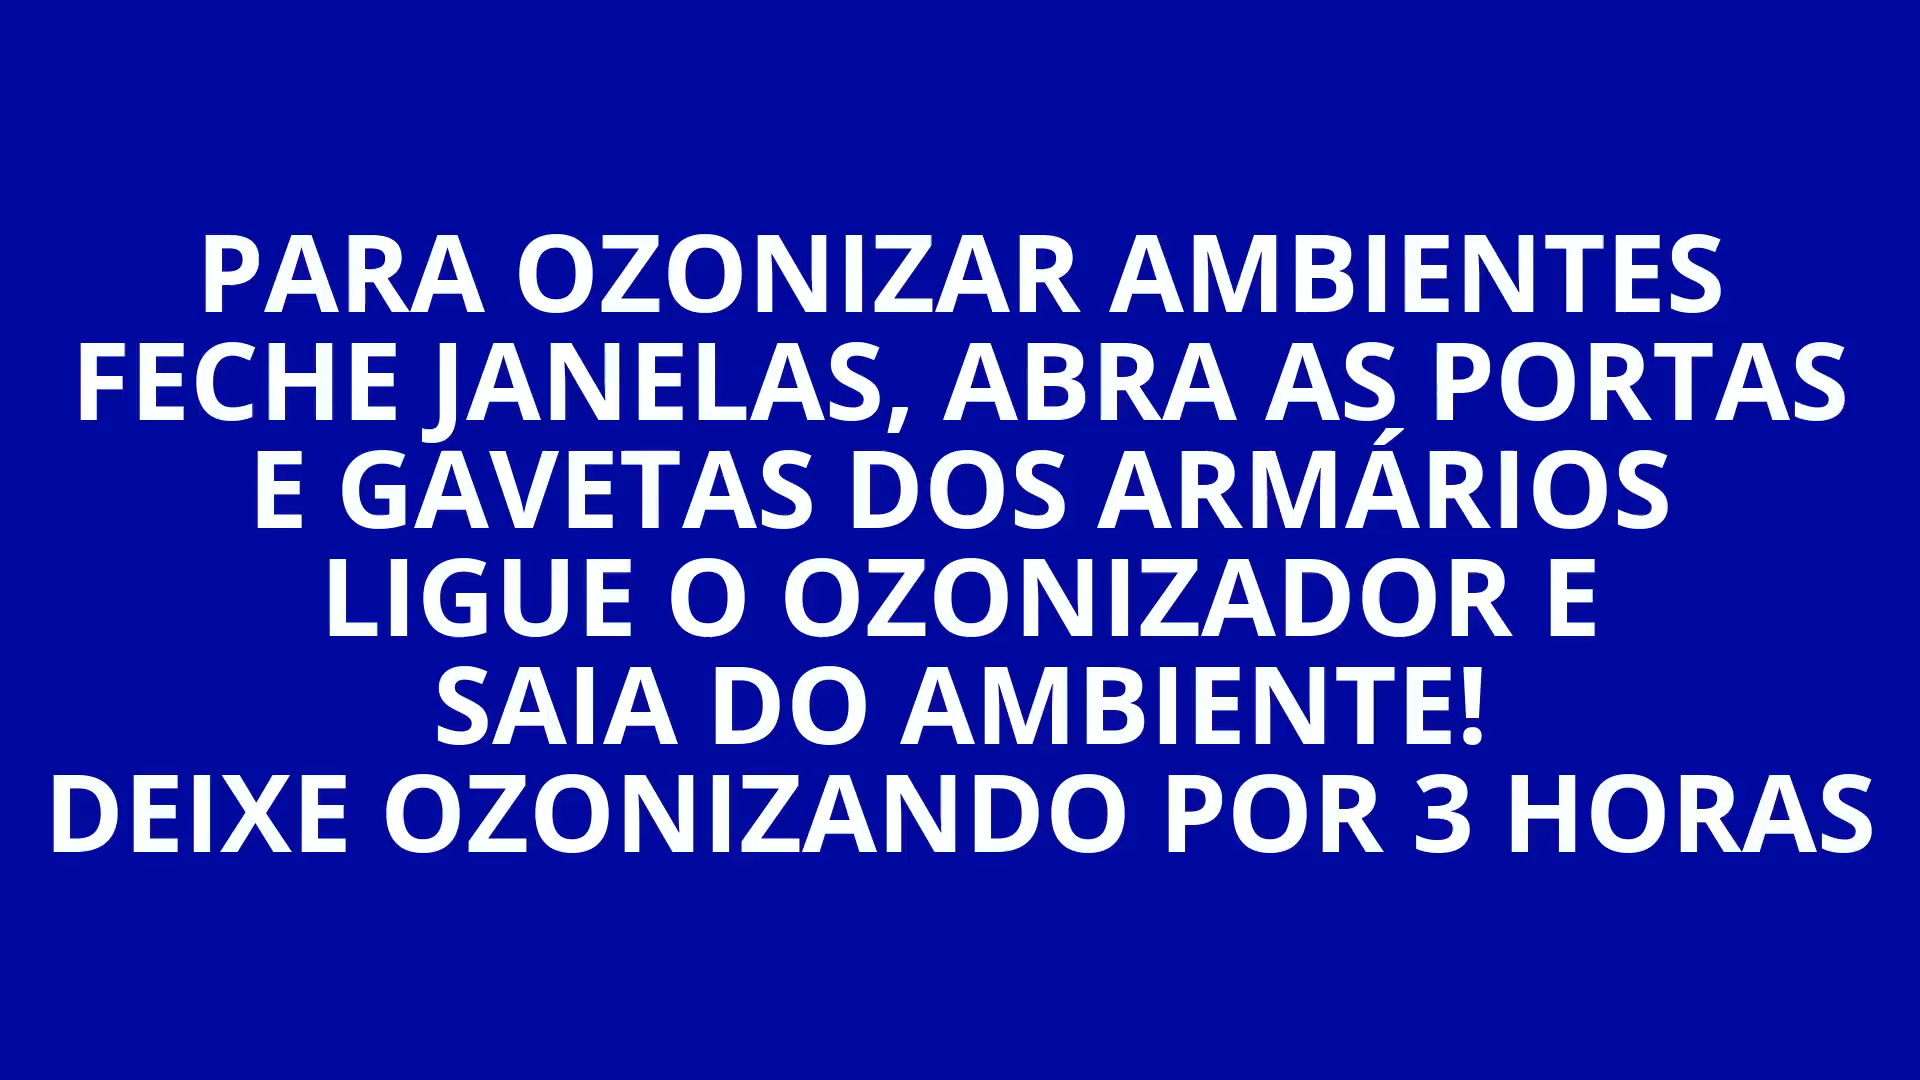 PARA OZONIZAR AMBIENTES
FECHE JANELAS, ABRA AS PORTAS
E GAVETAS DOS ARMÁRIOS
LIGUE O OZONIZADOR E
SAIA DO AMBIENTE!
DEIXE OZONIZANDO POR 3 HORAS